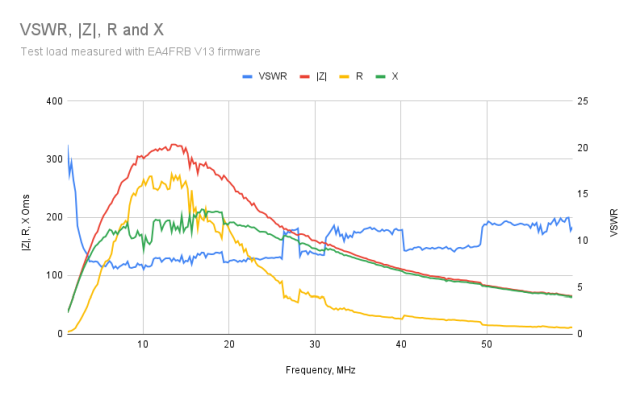 VSWR, |Z|, R and X
Test load measured with EA4FRB V13 firmware
VSWR |Z| R X
400 25
300 20
15
200
10
100
5
0 0
10 20 30 40 50
|Z|, R, X Oms
VSWR
Frequency, MHz